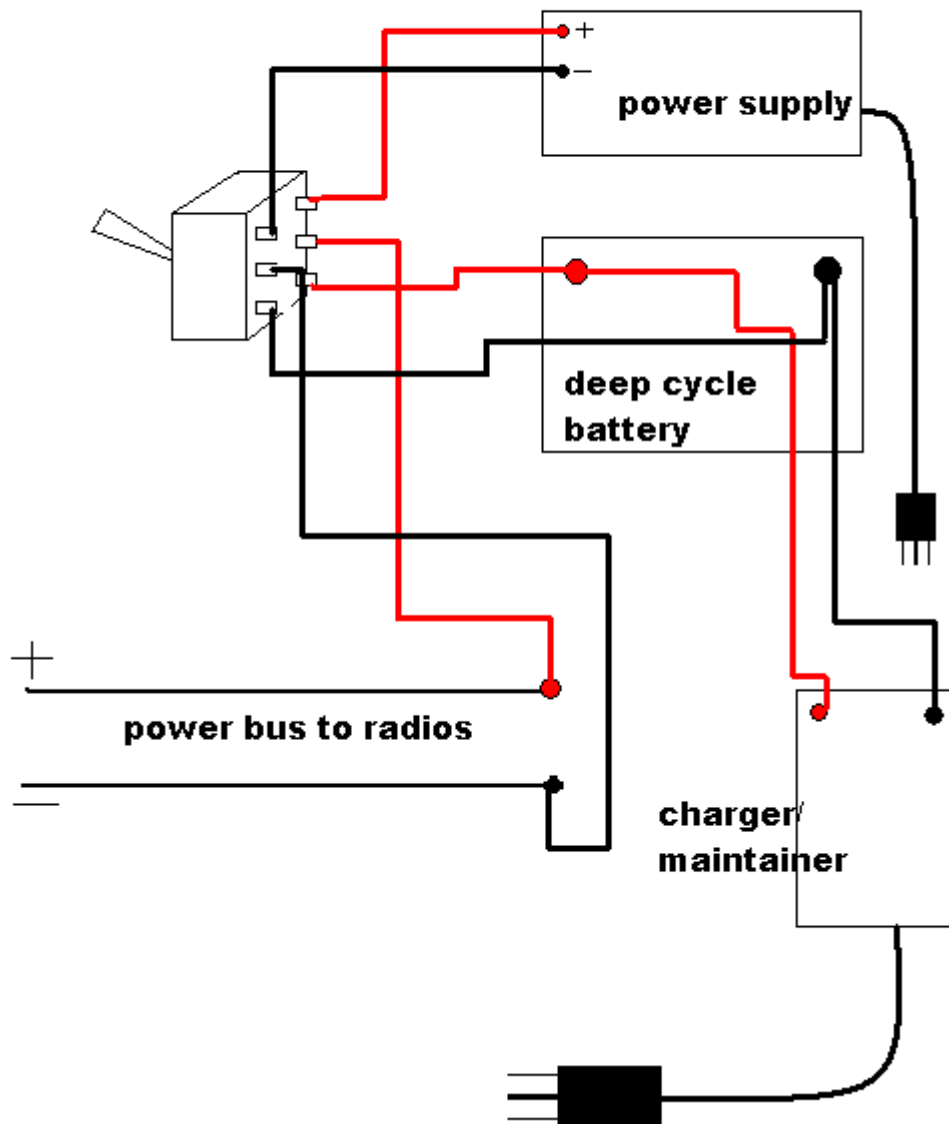 +
−
power supply
deep cycle
battery
+
power bus to radios
−
charger/
maintainer